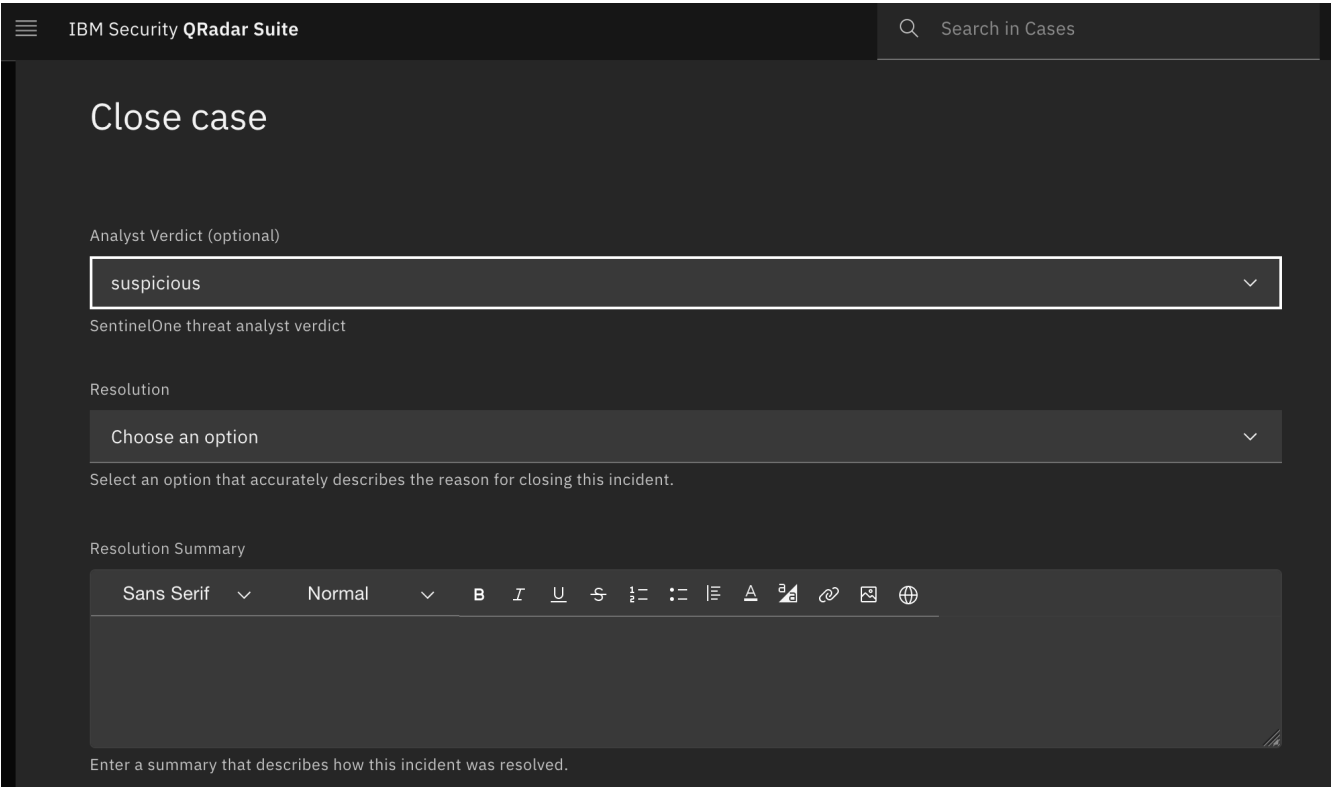 IBM Security QRadar Suite
Search in Cases
Close case
Analyst Verdict (optional)
suspicious
SentinelOne threat analyst verdict
Resolution
Choose an option
Select an option that accurately describes the reason for closing this incident.
Resolution Summary
Sans Serif Normal B I U S A
Enter a summary that describes how this incident was resolved.